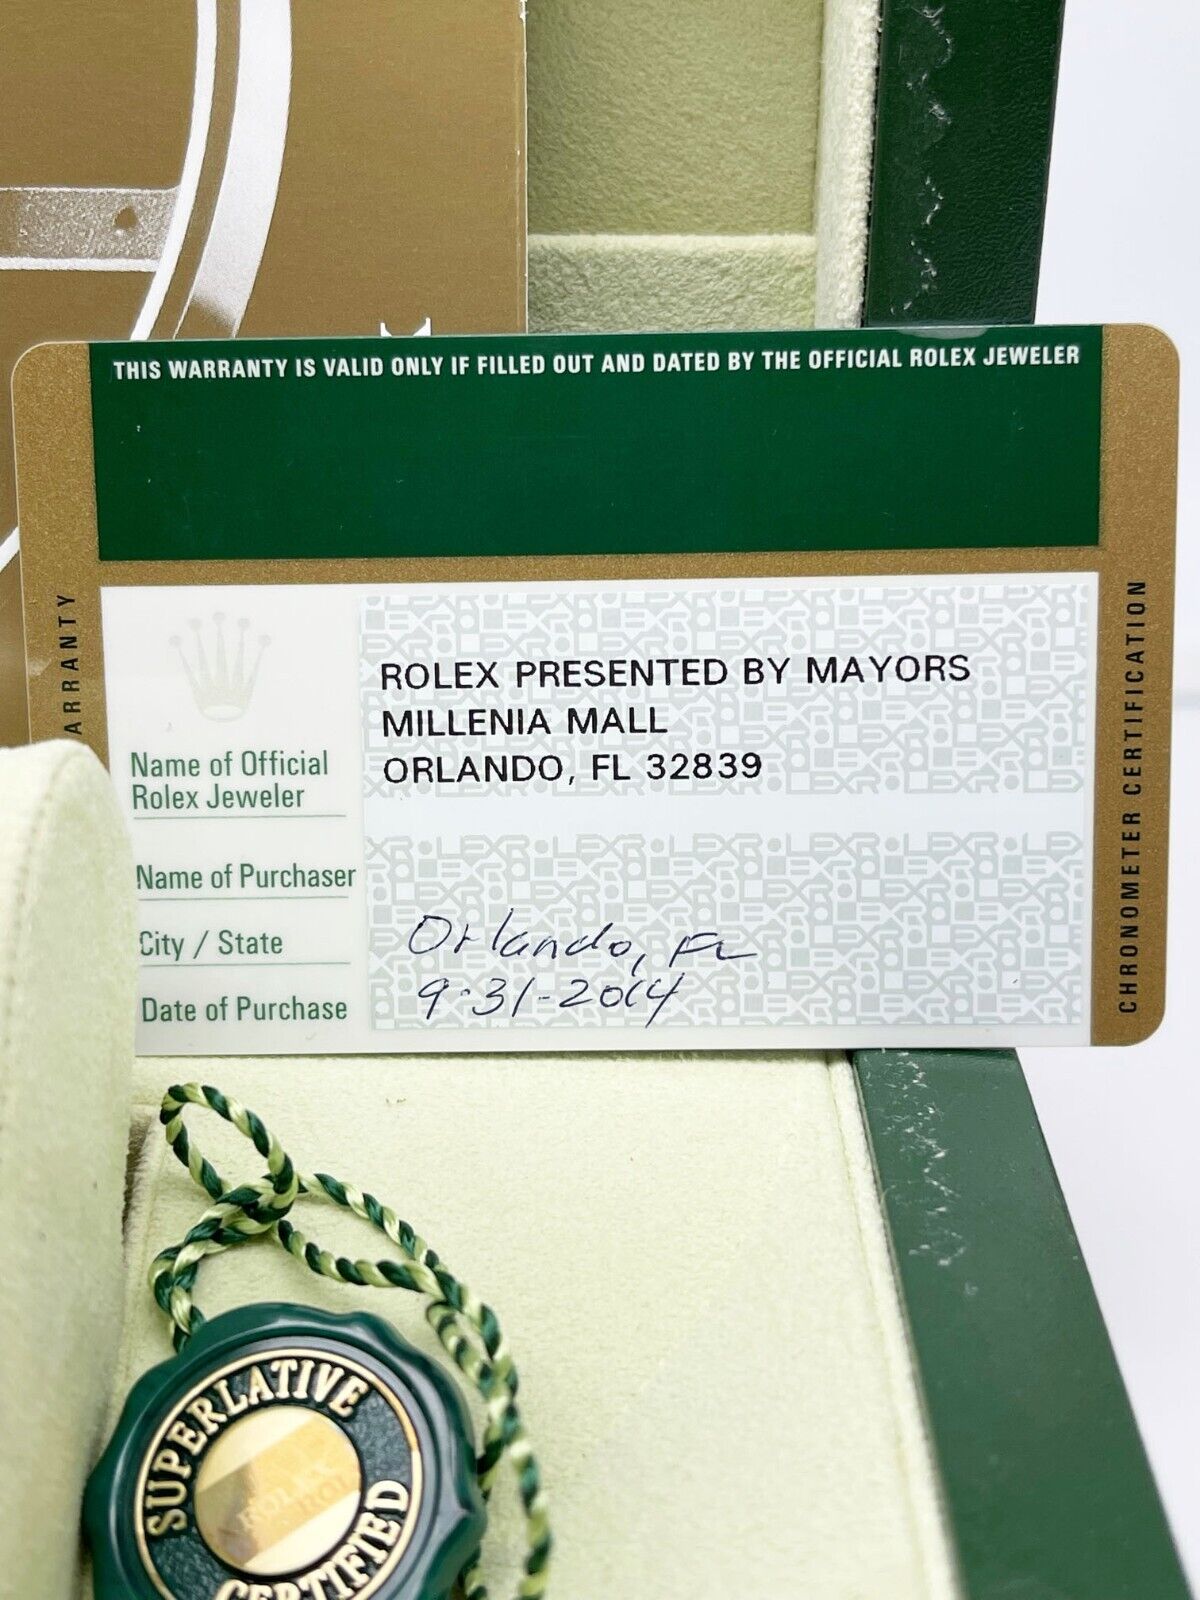 THIS WARRANTY IS VALID ONLY IF FILLED OUT AND DATED BY THE OFFICIAL ROLEX JEWELER
ARRANTY
ROLEX PRESENTED BY MAYORS
MILLENIA MALL
ORLANDO, FL 32839
Name of Official
Rolex Jeweler
Name of Purchaser
City / State
Orlando, FL
Date of Purchase
9-31-2014
CHRONOMETER CERTIFICATION
SUPERLATIVE
CERTIFIED